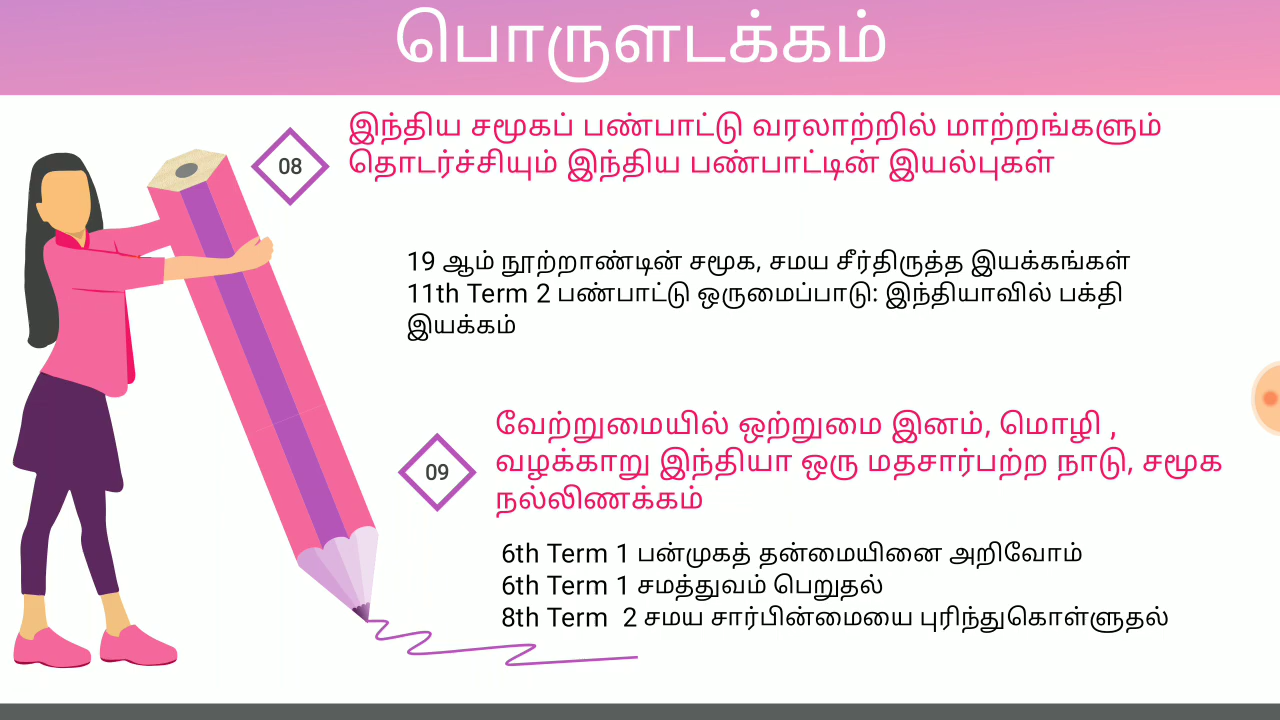 பொருளடக்கம்
08
இந்திய சமூகப் பண்பாட்டு வரலாற்றில் மாற்றங்களும்
தொடர்ச்சியும் இந்திய பண்பாட்டின் இயல்புகள்
19 ஆம் நூற்றாண்டின் சமூக, சமய சீர்திருத்த இயக்கங்கள்
11th Term 2 பண்பாட்டு ஒருமைப்பாடு: இந்தியாவில் பக்தி
இயக்கம்
09
வேற்றுமையில் ஒற்றுமை இனம், மொழி ,
வழக்காறு இந்தியா ஒரு மதசார்பற்ற நாடு, சமூக
நல்லிணக்கம்
6th Term 1 பன்முகத் தன்மையினை அறிவோம்
6th Term 1 சமத்துவம் பெறுதல்
8th Term  2 சமய சார்பின்மையை புரிந்துகொள்ளுதல்